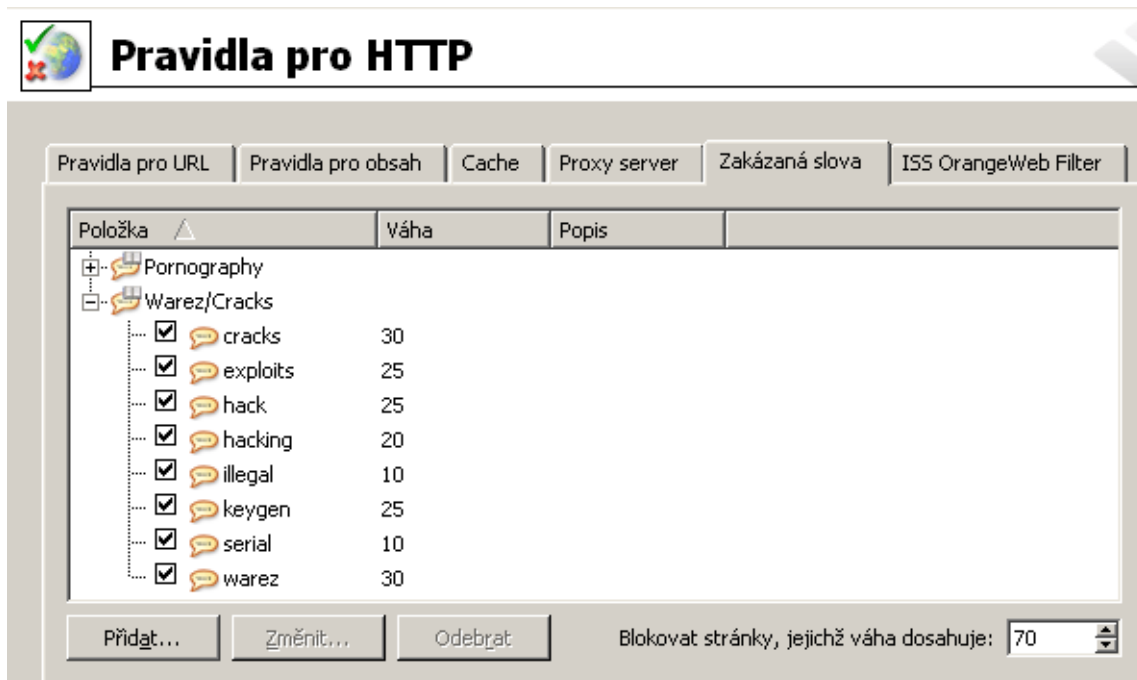 Pravidla pro HTTP
Pravidla pro URL Pravidla pro obsah Cache Proxy server Zakázaná slova ISS OrangeWeb Filter
Položka Váha Popis
Pornography
Warez/Cracks
cracks 30
exploits 25
hack 25
hacking 20
illegal 10
keygen 25
serial 10
warez 30
Přidat... Změnit... Odebrat Blokovat stránky, jejichž váha dosahuje: 70